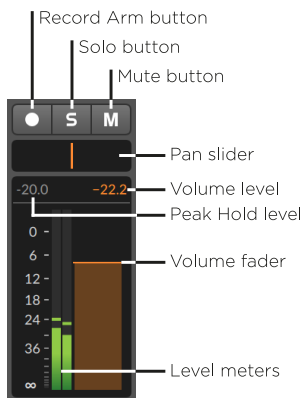 Record Arm button
Solo button
Mute button
S M
Pan slider
-20.0 -22.2 Volume level
Peak Hold level
0 -
6 - Volume fader
12 -
18 -
24 -
36 -
Level meters
∞